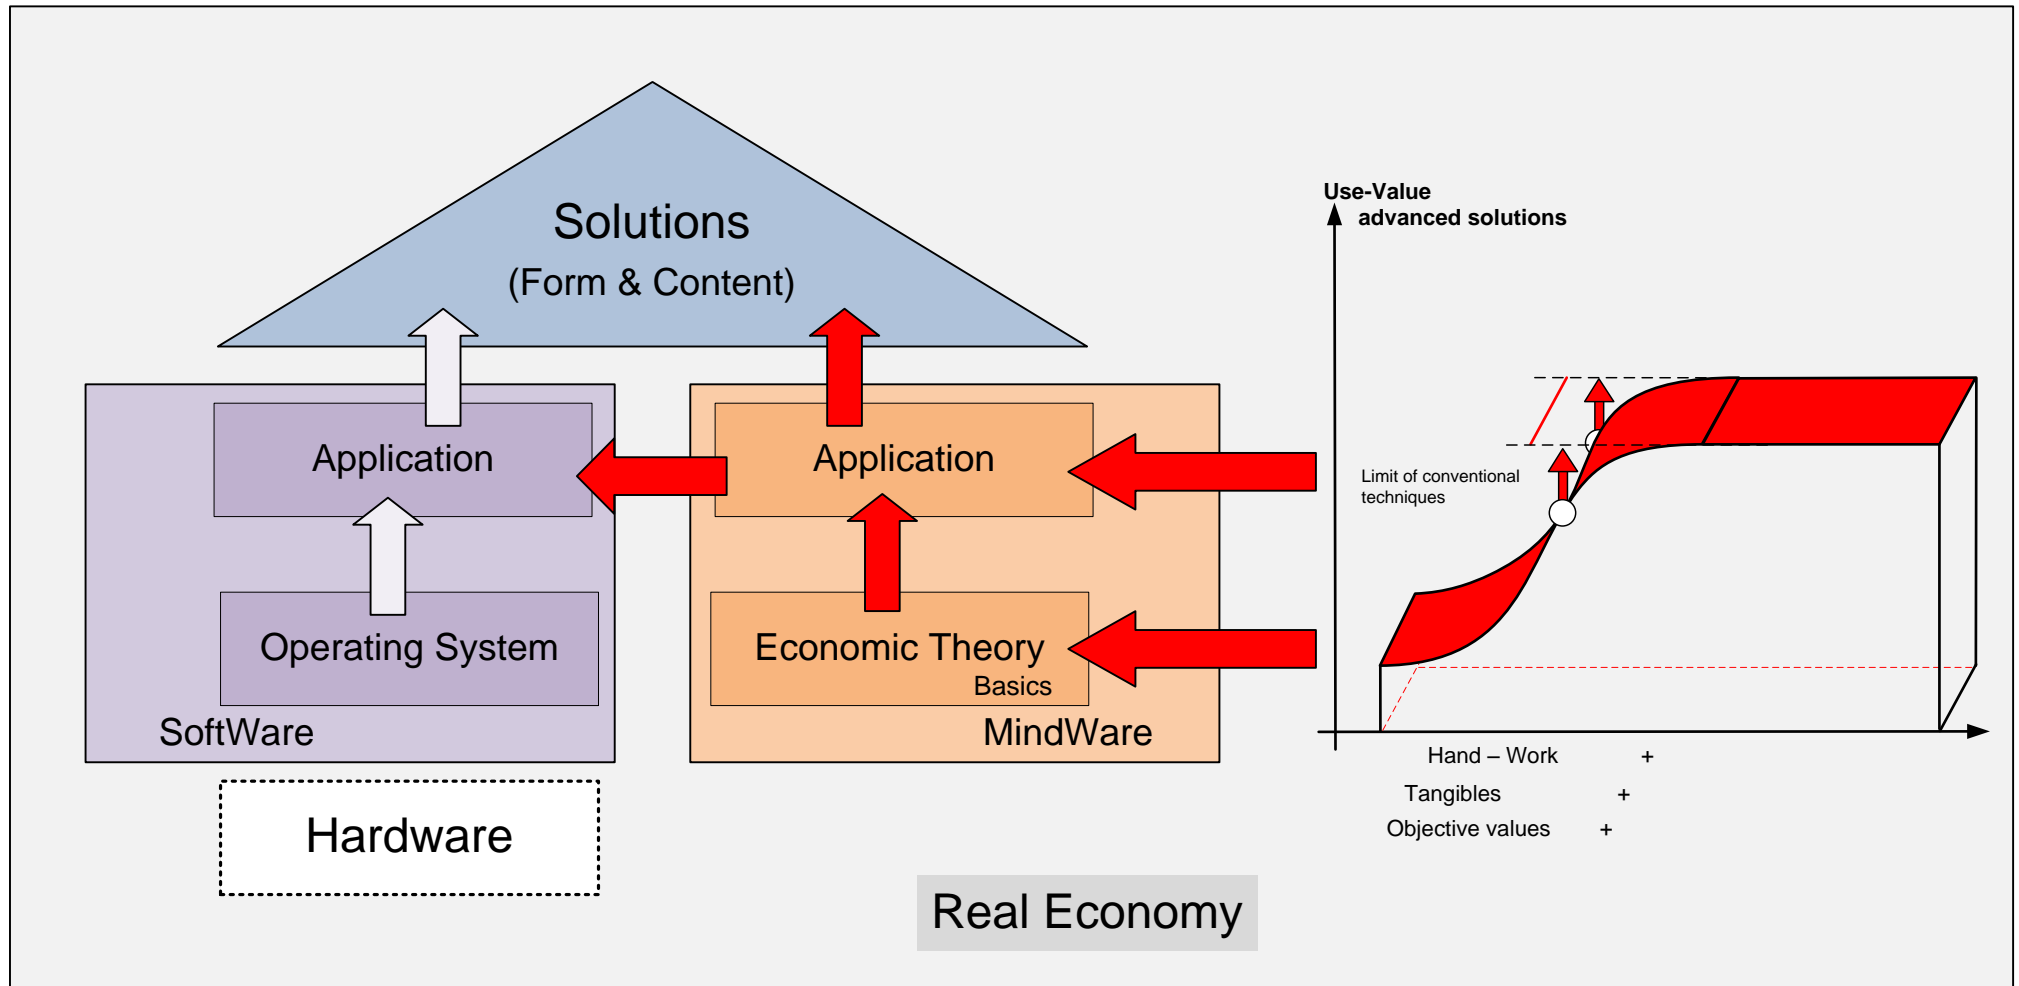 Solutions
(Form & Content)
Application
Operating System
SoftWare
Hardware
Application
Economic Theory
Basics
MindWare
Real Economy
Use-Value
advanced solutions
Limit of conventional
techniques
Hand – Work +
Tangibles +
Objective values +